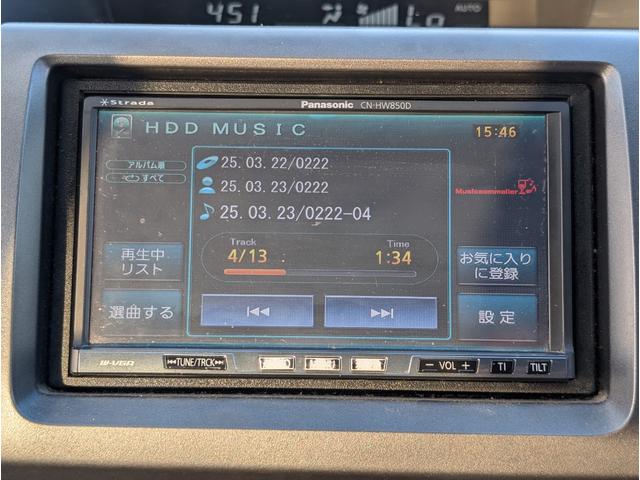 451 AUTO
Strada Panasonic CN-HW850D
HDD MUSIC 15:46
アルバム順
すべて
25.03.22/0222
25.03.23/0222
25.03.23/0222-04
Musicsommelier
Track Time
4/13 1:34
再生中
リスト
お気に入り
に登録
選曲する
設定
W-VGA TUNE/TRCK − VOL + TI TILT